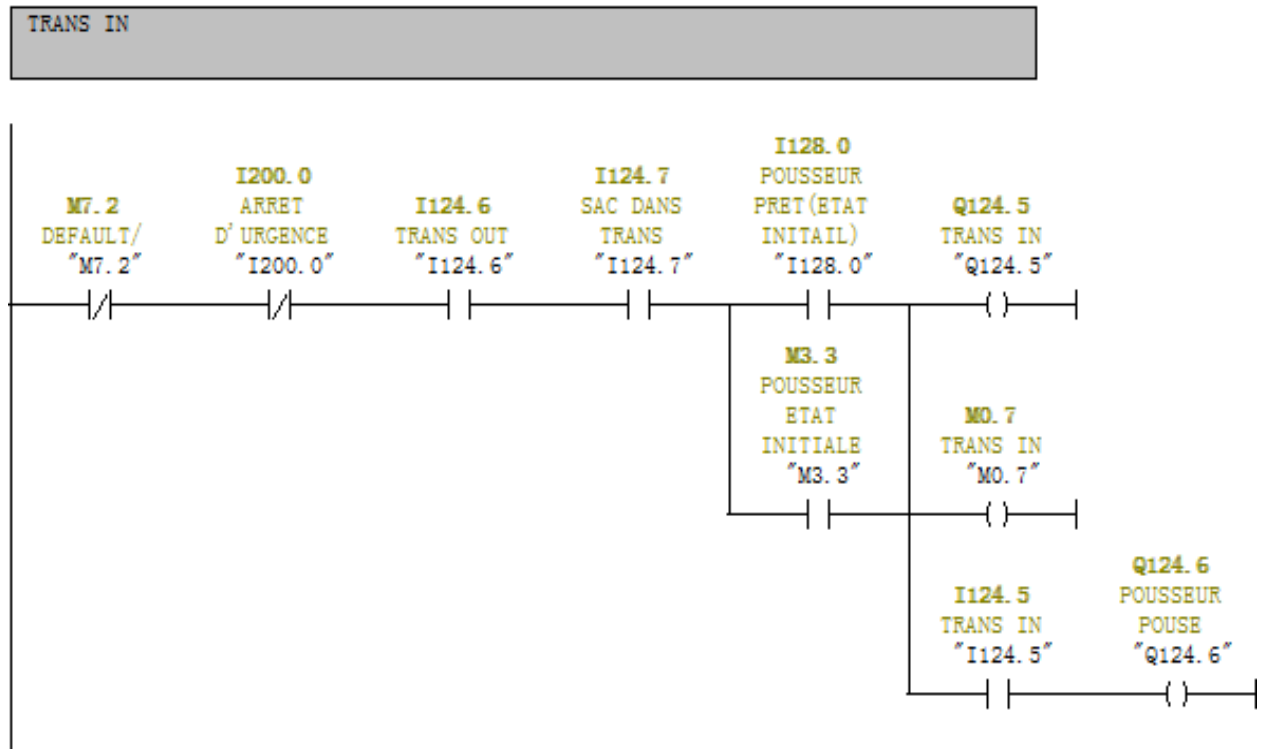 TRANS IN
M7.2
DEFAULT/
"M7.2"
I200.0
ARRET
D'URGENCE
"I200.0"
I124.6
TRANS OUT
"I124.6"
I124.7
SAC DANS
TRANS
"I124.7"
I128.0
POUSSEUR
PRET(ETAT
INITAIL)
"I128.0"
Q124.5
TRANS IN
"Q124.5"
M3.3
POUSSEUR
ETAT
INITIALE
"M3.3"
M0.7
TRANS IN
"M0.7"
I124.5
TRANS IN
"I124.5"
Q124.6
POUSSEUR
POUSE
"Q124.6"